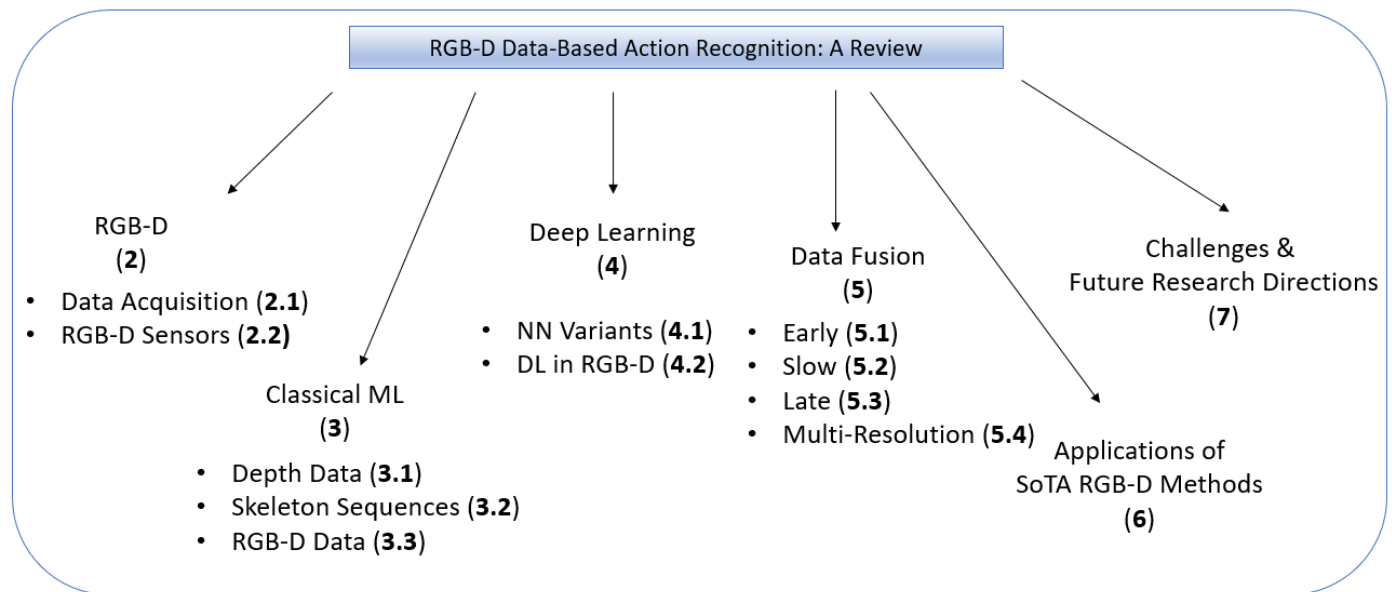 RGB-D Data-Based Action Recognition: A Review
RGB-D
(2)
• Data Acquisition (2.1)
• RGB-D Sensors (2.2)
Classical ML
(3)
• Depth Data (3.1)
• Skeleton Sequences (3.2)
• RGB-D Data (3.3)
Deep Learning
(4)
• NN Variants (4.1)
• DL in RGB-D (4.2)
Data Fusion
(5)
• Early (5.1)
• Slow (5.2)
• Late (5.3)
• Multi-Resolution (5.4)
Applications of
SoTA RGB-D Methods
(6)
Challenges &
Future Research Directions
(7)